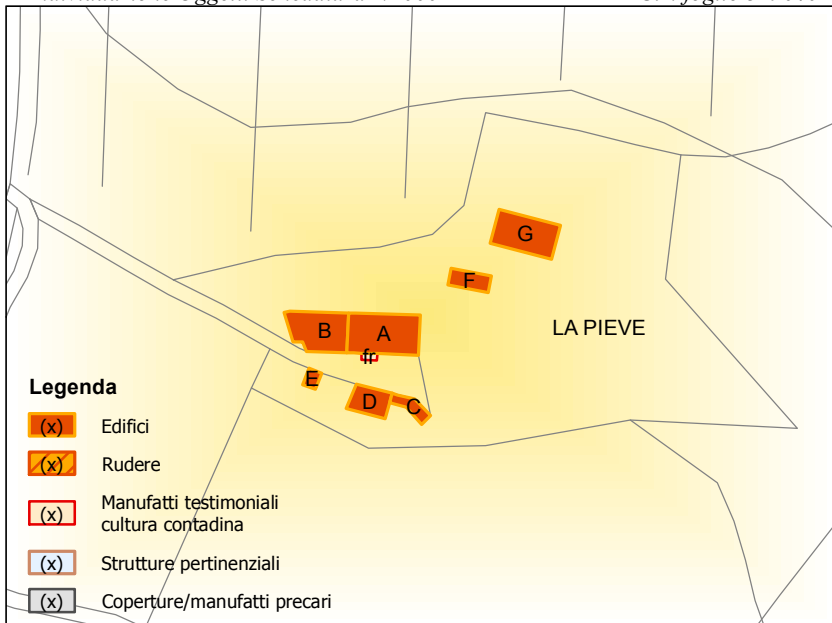 G
F
LA PIEVE
B
A
fr
E
D
C
Legenda
(x) Edifici
(x) Rudere
(x) Manufatti testimoniali
cultura contadina
(x) Strutture pertinenziali
(x) Coperture/manufatti precari